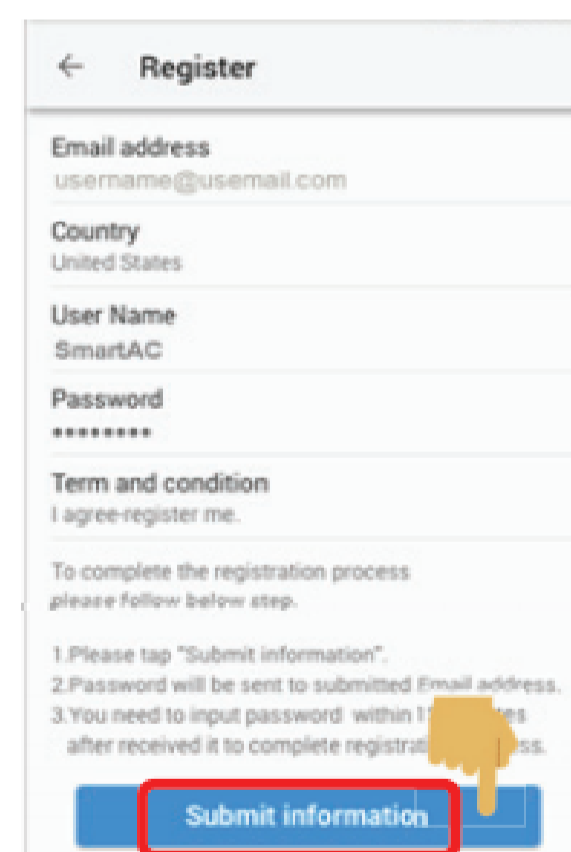 Register
Email address
username@usemail.com
Country
United States
User Name
SmartAC
Password
********
Term and condition
I agree-register me.
To complete the registration process
please follow below step.
1.Please tap "Submit information".
2.Password will be sent to submitted Email address.
3.You need to input password within
after received it to complete
Submit information